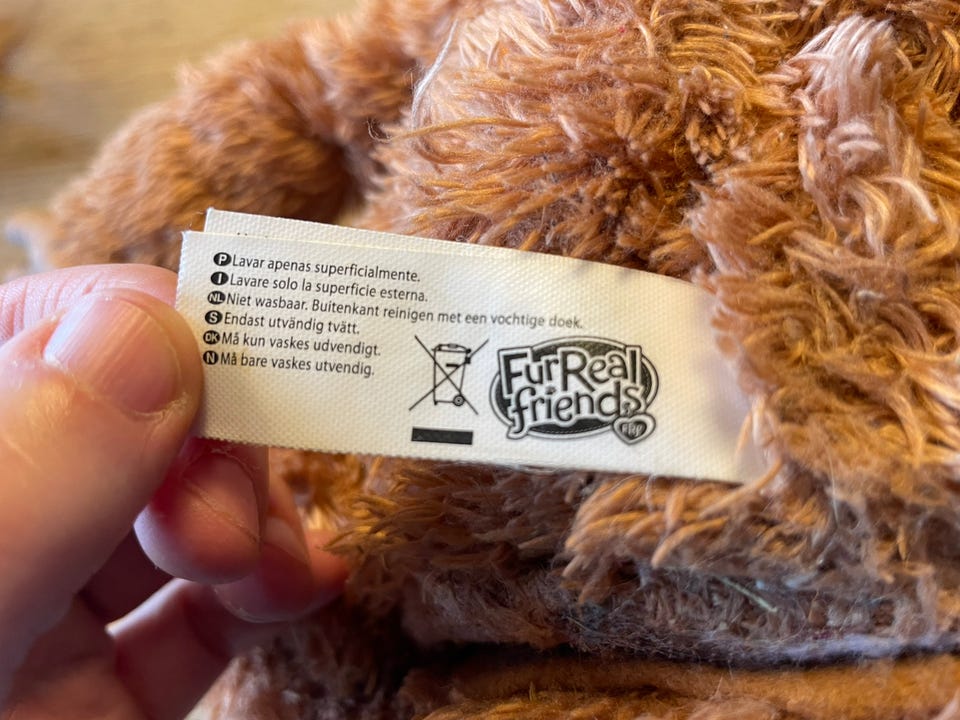 P Lavar apenas superficialmente.
I Lavare solo la superficie esterna.
NL Niet wasbaar. Buitenkant reinigen met een vochtige doek.
S Endast utvändig tvätt.
DK Må kun vaskes udvendigt.
N Må bare vaskes utvendig.
FurReal
friends
FRF